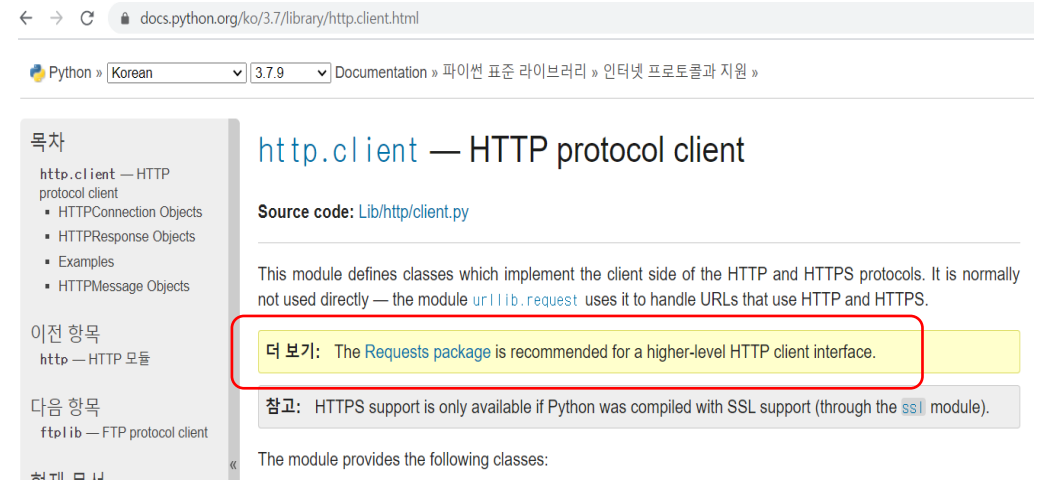 docs.python.org/ko/3.7/library/http.client.html
Python » Korean 3.7.9 Documentation » 파이썬 표준 라이브러리 » 인터넷 프로토콜과 지원 »
목차
http.client — HTTP
protocol client
HTTPConnection Objects
HTTPResponse Objects
Examples
HTTPMessage Objects
이전 항목
http — HTTP 모듈
다음 항목
ftplib — FTP protocol client
«
http.client — HTTP protocol client
Source code: Lib/http/client.py
This module defines classes which implement the client side of the HTTP and HTTPS protocols. It is normally
not used directly — the module urllib.request uses it to handle URLs that use HTTP and HTTPS.
더 보기: The Requests package is recommended for a higher-level HTTP client interface.
참고: HTTPS support is only available if Python was compiled with SSL support (through the ssl module).
The module provides the following classes: